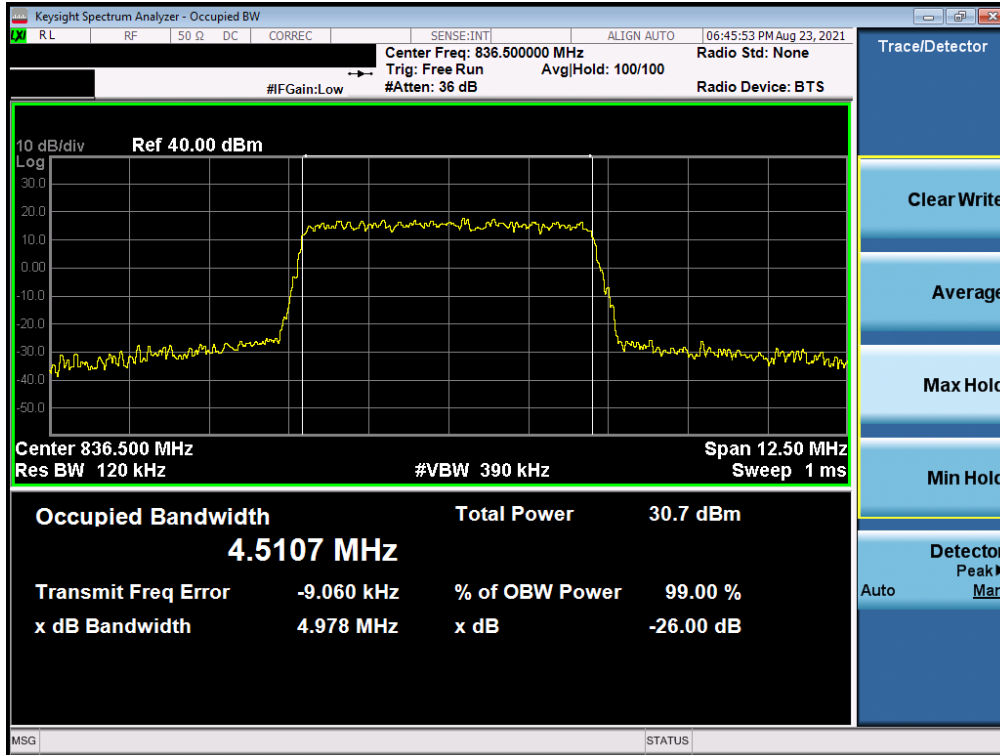 Keysight Spectrum Analyzer - Occupied BW
LXI RL RF 50 Ω DC CORREC SENSE:INT ALIGN AUTO 06:45:53 PM Aug 23, 2021
Center Freq: 836.500000 MHz Radio Std: None
Trig: Free Run Avg|Hold: 100/100
#IFGain:Low #Atten: 36 dB Radio Device: BTS
Trace/Detector
10 dB/div Ref 40.00 dBm
Log
30.0
20.0
10.0
0.00
-10.0
-20.0
-30.0
-40.0
-50.0
Center 836.500 MHz Span 12.50 MHz
Res BW 120 kHz #VBW 390 kHz Sweep 1 ms
Occupied Bandwidth Total Power 30.7 dBm
4.5107 MHz
Transmit Freq Error -9.060 kHz % of OBW Power 99.00 %
x dB Bandwidth 4.978 MHz x dB -26.00 dB
Clear Write
Average
Max Hold
Min Hold
Detector
Peak
Auto Man
MSG STATUS